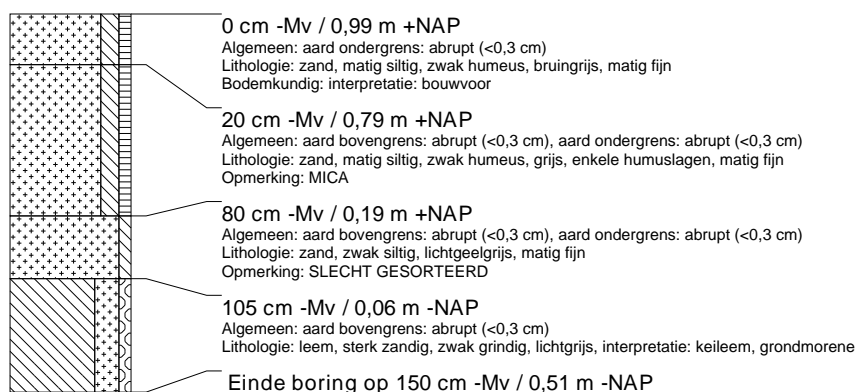 0 cm -Mv / 0,99 m +NAP
Algemeen: aard ondergrens: abrupt (<0,3 cm)
Lithologie: zand, matig siltig, zwak humeus, bruingrijs, matig fijn
Bodemkundig: interpretatie: bouwvoor
20 cm -Mv / 0,79 m +NAP
Algemeen: aard bovengrens: abrupt (<0,3 cm), aard ondergrens: abrupt (<0,3 cm)
Lithologie: zand, matig siltig, zwak humeus, grijs, enkele humuslagen, matig fijn
Opmerking: MICA
80 cm -Mv / 0,19 m +NAP
Algemeen: aard bovengrens: abrupt (<0,3 cm), aard ondergrens: abrupt (<0,3 cm)
Lithologie: zand, zwak siltig, lichtgeelgrijs, matig fijn
Opmerking: SLECHT GESORTEERD
105 cm -Mv / 0,06 m -NAP
Algemeen: aard bovengrens: abrupt (<0,3 cm)
Lithologie: leem, sterk zandig, zwak grindig, lichtgrijs, interpretatie: keileem, grondmorene
Einde boring op 150 cm -Mv / 0,51 m -NAP